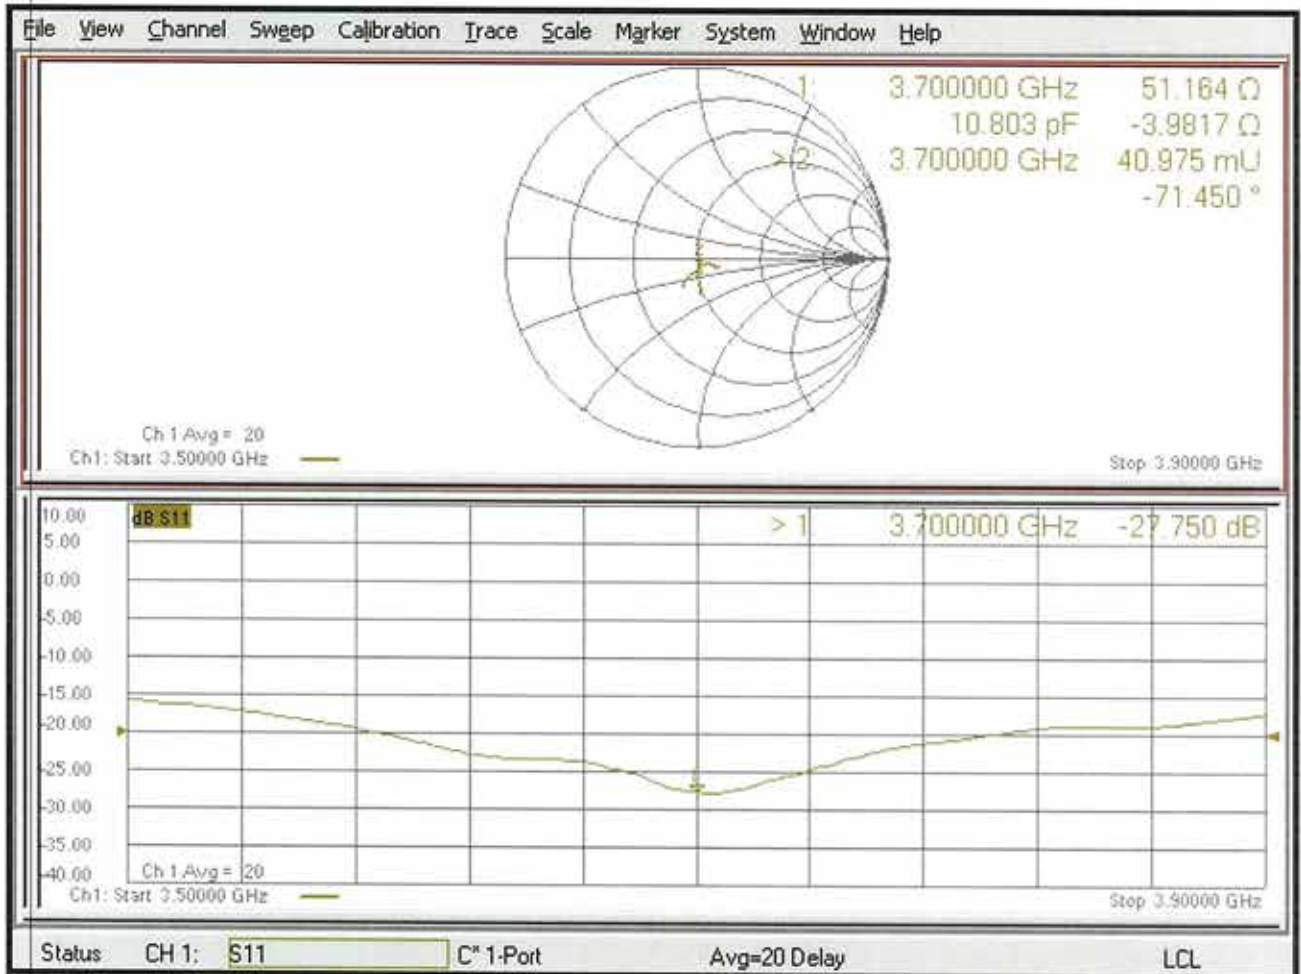 File View Channel Sweep Calibration Trace Scale Marker System Window Help
1: 3.700000 GHz 51.164 Ω
10.803 pF -3.9817 Ω
> 2: 3.700000 GHz 40.975 mU
-71.450 °
Ch 1 Avg = 20
Ch1: Start 3.50000 GHz Stop 3.90000 GHz
10.00 dB S11 > 1: 3.700000 GHz -27.750 dB
5.00
0.00
-5.00
-10.00
-15.00
-20.00
-25.00
-30.00
-35.00
-40.00 Ch 1 Avg = 20
Ch1: Start 3.50000 GHz Stop 3.90000 GHz
Status CH 1: S11 C* 1-Port Avg=20 Delay LCL